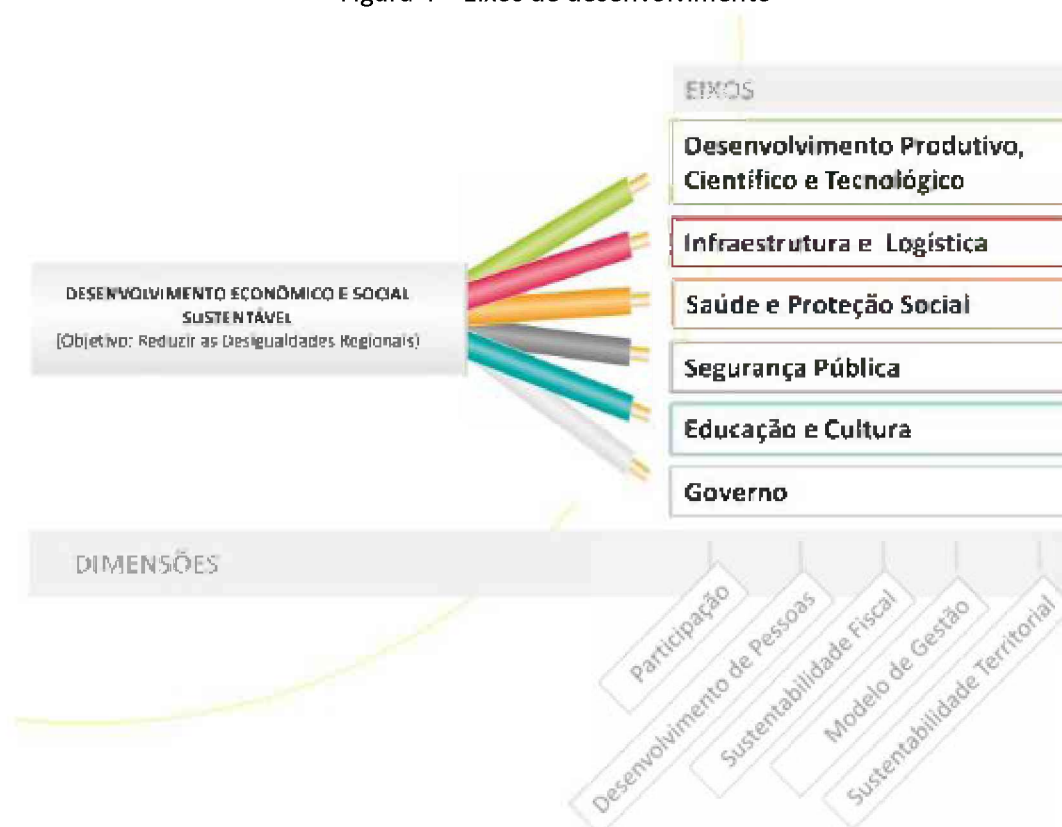 EIXOS
Desenvolvimento Produtivo,
Científico e Tecnológico
Infraestrutura e Logística
Saúde e Proteção Social
Segurança Pública
Educação e Cultura
Governo
DESENVOLVIMENTO ECONÔMICO E SOCIAL
SUSTENTÁVEL
(Objetivo: Reduzir as Desigualdades Regionais)
DIMENSÕES
Participação
Desenvolvimento de Pessoas
Sustentabilidade Fiscal
Modelo de Gestão
Sustentabilidade Territorial